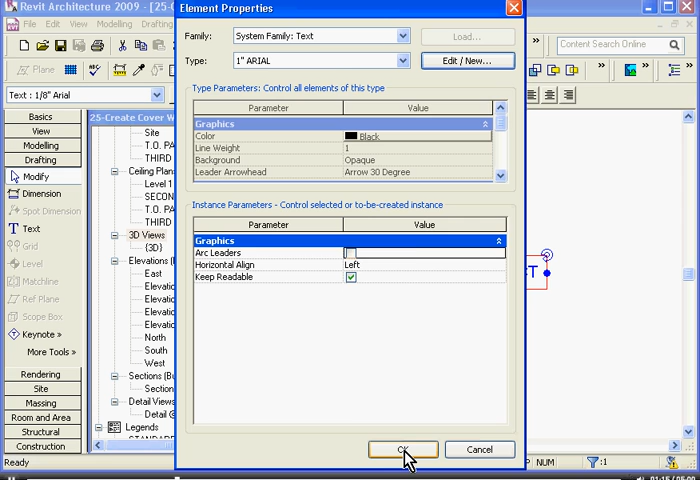 Revit Architecture 2009 - [25-C
Element Properties
File Edit View Modelling Drafting
Family: System Family: Text Load...
Type: 1" ARIAL Edit / New...
Content Search Online
Plane
Text : 1/8" Arial
Type Parameters: Control all elements of this type
Parameter Value
Graphics
Color Black
Line Weight 1
Background Opaque
Leader Arrowhead Arrow 30 Degree
Instance Parameters - Control selected or to-be-created instance
Parameter Value
Graphics
Arc Leaders
Horizontal Align Left
Keep Readable
OK Cancel
Basics
View
Modelling
Drafting
Modify
Dimension
Spot Dimension
Text
Grid
Level
Matchline
Ref Plane
Scope Box
Keynote »
More Tools »
Rendering
Site
Massing
Room and Area
Structural
Construction
25-Create Cover W
Site
T.O. PA
THIRD
Ceiling Plans
Level 1
SECON
T.O. PA
THIRD
3D Views
{3D}
Elevations (
East
Elevatio
Elevatio
Elevatio
Elevatio
North
South
West
Sections (Bu
Section
Detail Views
Detail @
Legends
T
Ready
NUM
:1